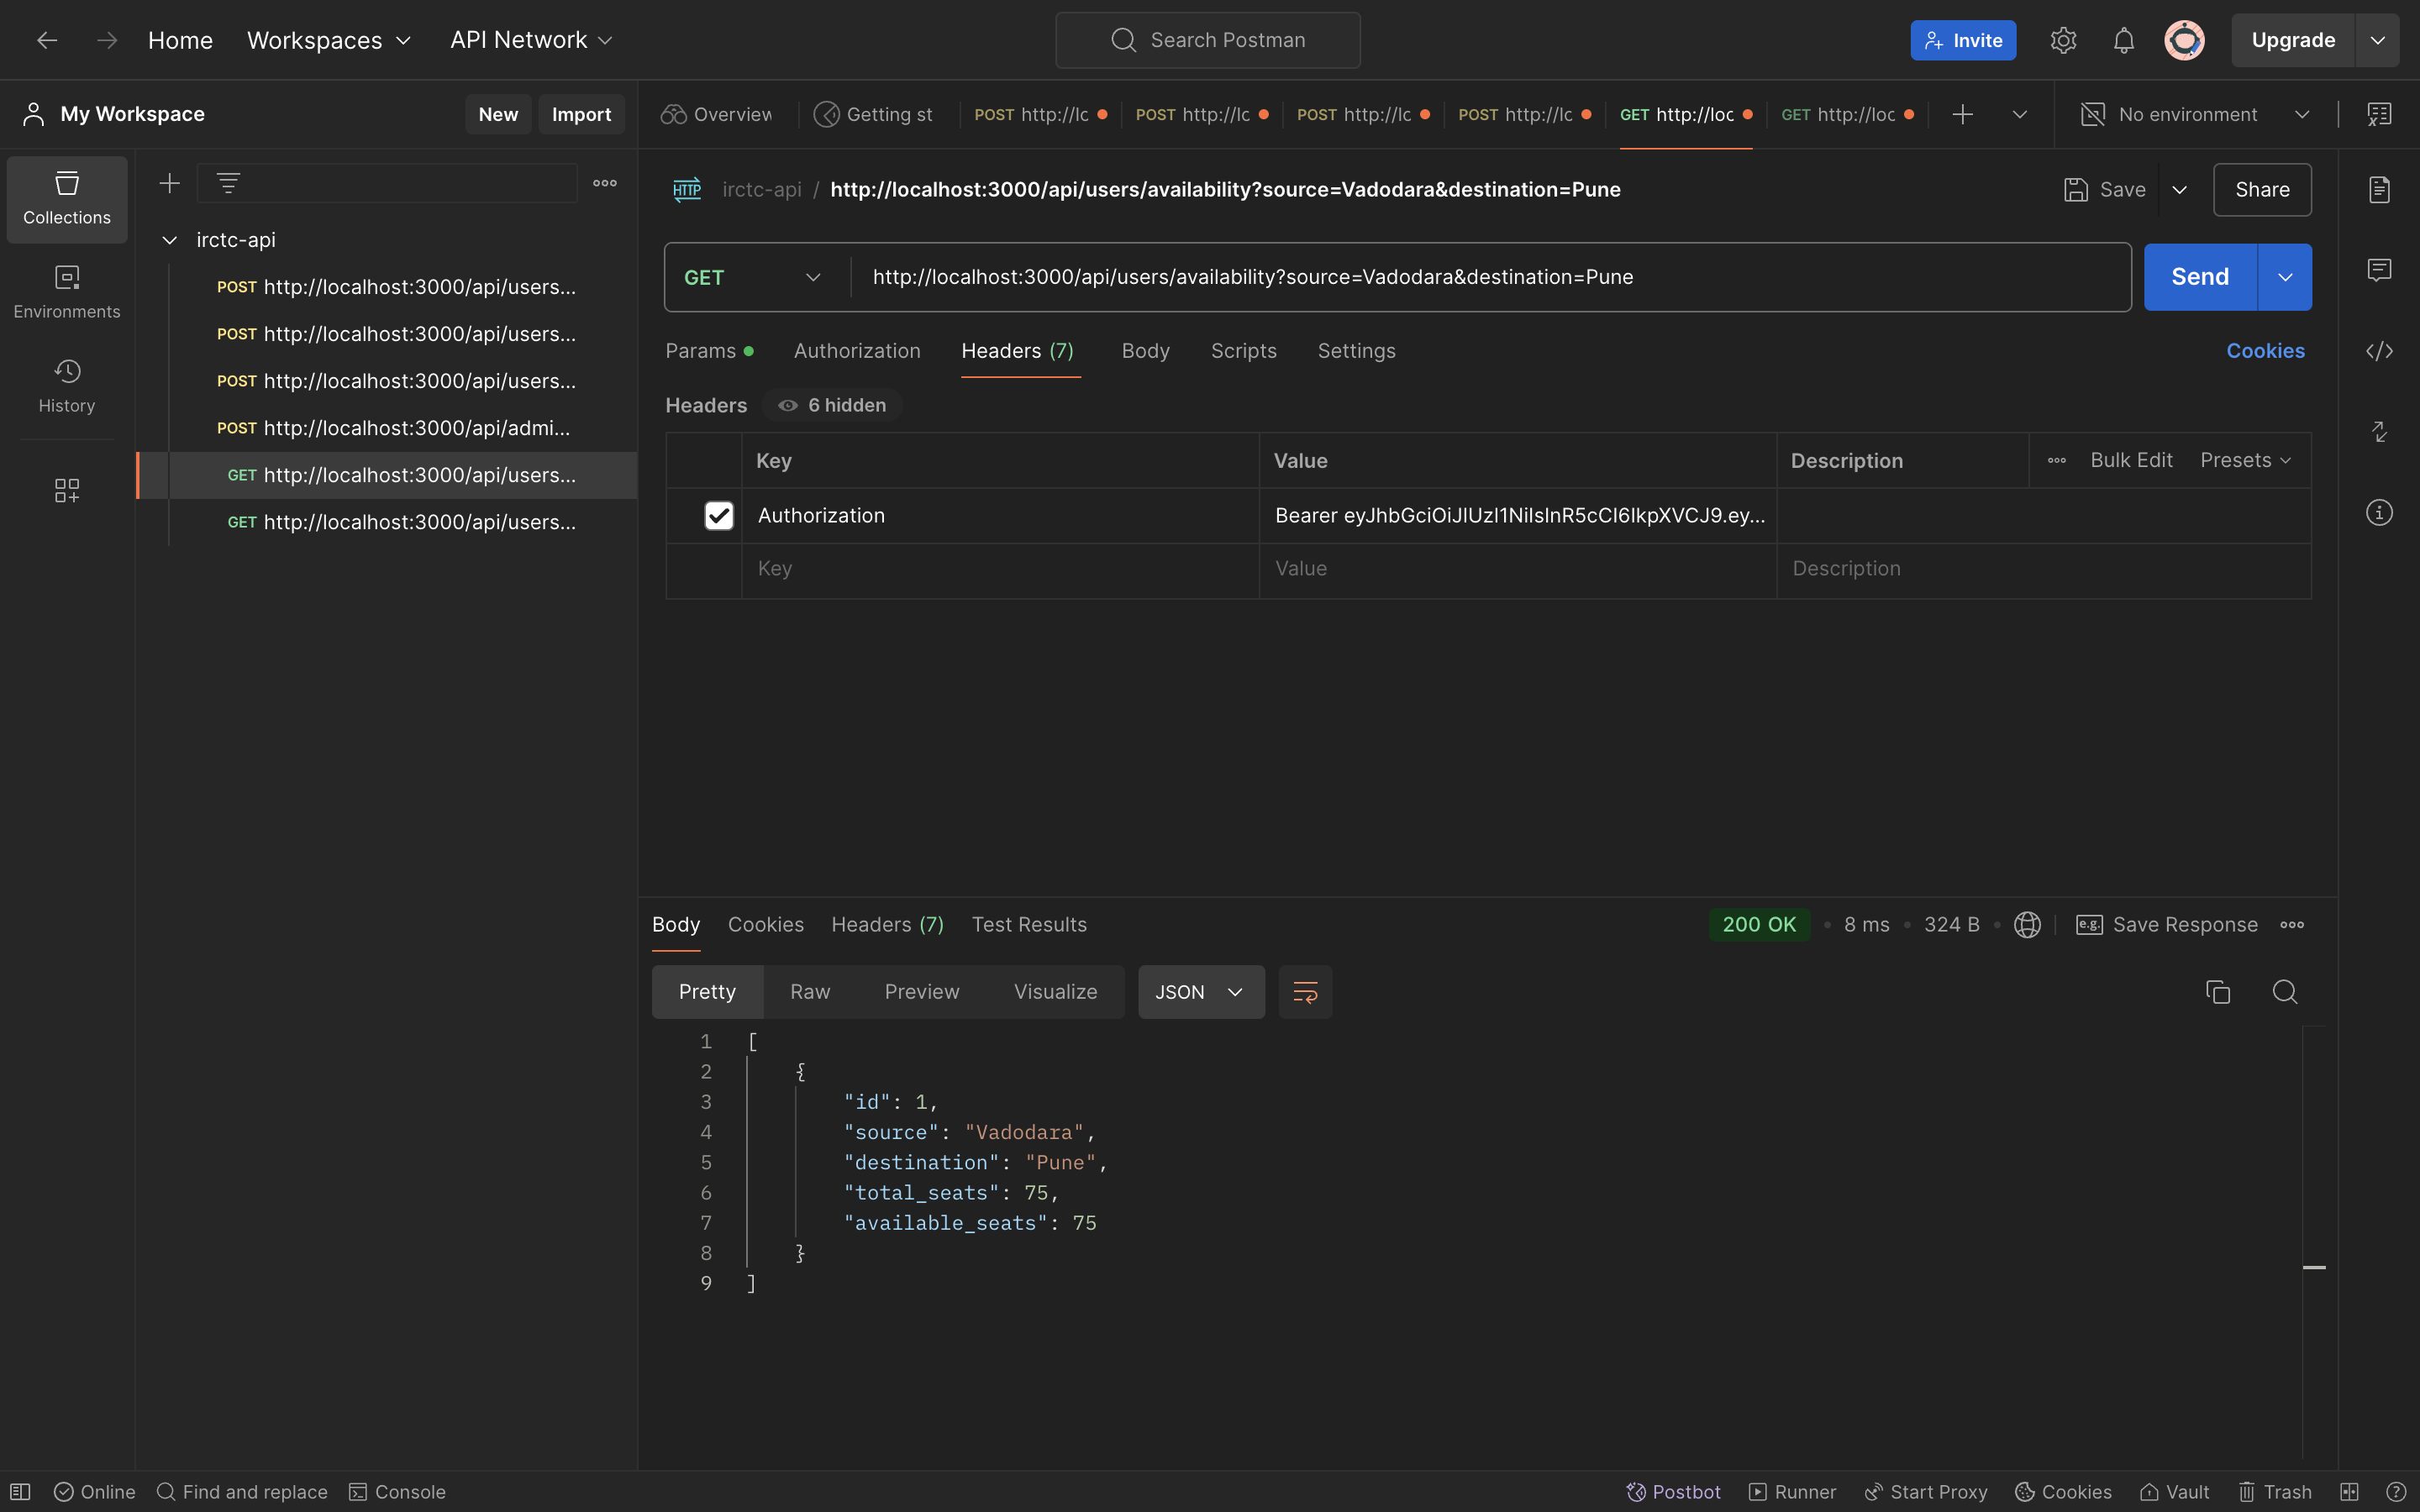 Home Workspaces API Network Search Postman Invite Upgrade
My Workspace New Import Overview Getting st POST http://lc POST http://lc POST http://lc POST http://lc GET http://loc GET http://loc No environment
Collections
Environments
History
irctc-api
POST http://localhost:3000/api/users...
POST http://localhost:3000/api/users...
POST http://localhost:3000/api/users...
POST http://localhost:3000/api/admi...
GET http://localhost:3000/api/users...
GET http://localhost:3000/api/users...
HTTP irctc-api / http://localhost:3000/api/users/availability?source=Vadodara&destination=Pune Save Share
GET http://localhost:3000/api/users/availability?source=Vadodara&destination=Pune Send
Params Authorization Headers (7) Body Scripts Settings Cookies
Headers 6 hidden
Key Value Description Bulk Edit Presets
Authorization Bearer eyJhbGciOiJIUzI1NiIsInR5cCI6IkpXVCJ9.ey...
Key Value Description
Body Cookies Headers (7) Test Results 200 OK 8 ms 324 B e.g. Save Response
Pretty Raw Preview Visualize JSON
1 [
2 {
3 "id": 1,
4 "source": "Vadodara",
5 "destination": "Pune",
6 "total_seats": 75,
7 "available_seats": 75
8 }
9 ]
Online Find and replace Console Postbot Runner Start Proxy Cookies Vault Trash